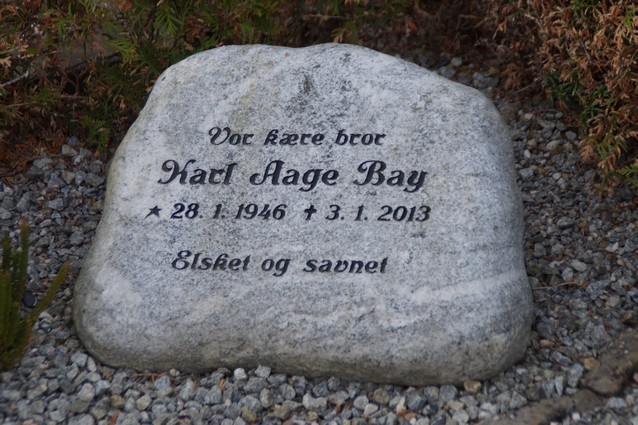 Vor kære bror
Karl Aage Bay
★ 28. 1. 1946 ✝ 3. 1. 2013
Elsket og savnet